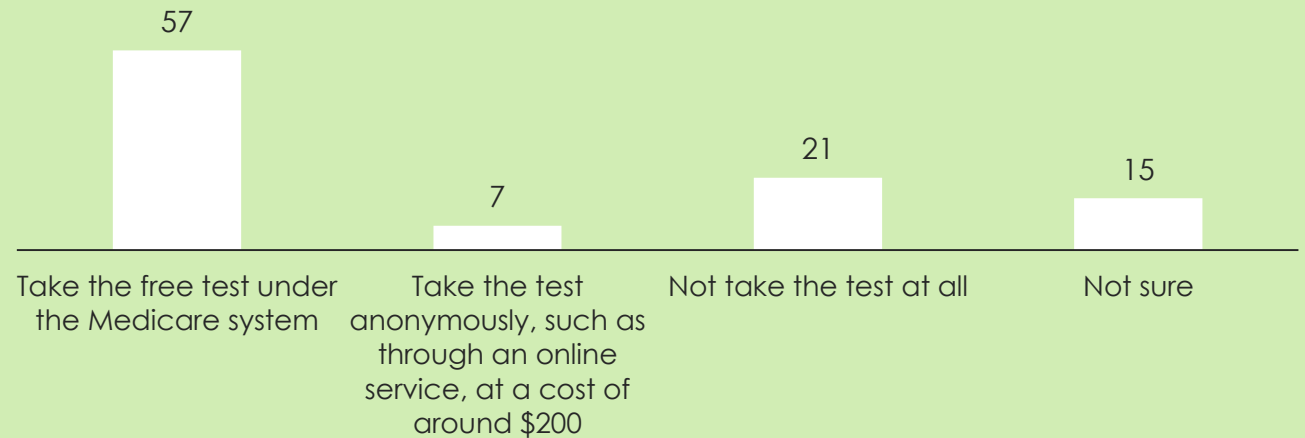 57
7
21
15
Take the free test under
the Medicare system
Take the test
anonymously, such as
through an online
service, at a cost of
around $200
Not take the test at all
Not sure